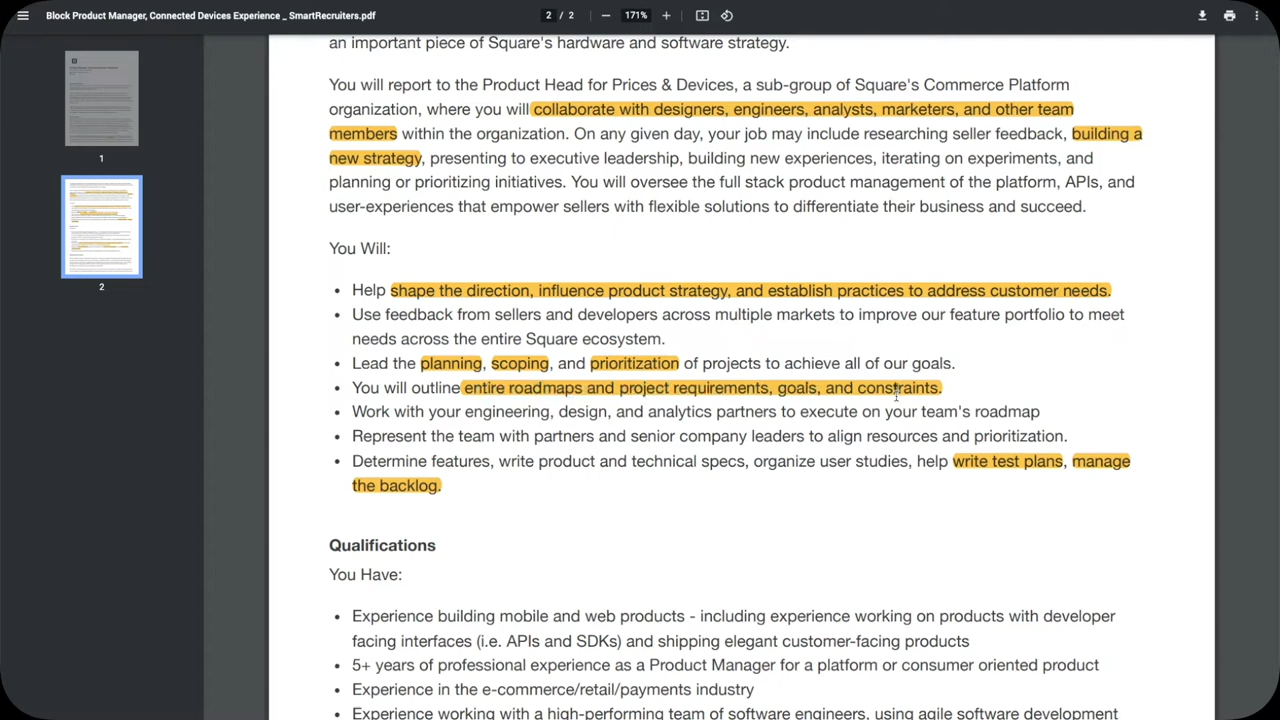 Block Product Manager, Connected Devices Experience _ SmartRecruiters.pdf
2 / 2
171%
1
2
an important piece of Square's hardware and software strategy.
You will report to the Product Head for Prices & Devices, a sub-group of Square's Commerce Platform
organization, where you will collaborate with designers, engineers, analysts, marketers, and other team
members within the organization. On any given day, your job may include researching seller feedback, building a
new strategy, presenting to executive leadership, building new experiences, iterating on experiments, and
planning or prioritizing initiatives. You will oversee the full stack product management of the platform, APIs, and
user-experiences that empower sellers with flexible solutions to differentiate their business and succeed.
You Will:
• Help shape the direction, influence product strategy, and establish practices to address customer needs.
• Use feedback from sellers and developers across multiple markets to improve our feature portfolio to meet
needs across the entire Square ecosystem.
• Lead the planning, scoping, and prioritization of projects to achieve all of our goals.
• You will outline entire roadmaps and project requirements, goals, and constraints.
• Work with your engineering, design, and analytics partners to execute on your team's roadmap
• Represent the team with partners and senior company leaders to align resources and prioritization.
• Determine features, write product and technical specs, organize user studies, help write test plans, manage
the backlog.
Qualifications
You Have:
• Experience building mobile and web products - including experience working on products with developer
facing interfaces (i.e. APIs and SDKs) and shipping elegant customer-facing products
• 5+ years of professional experience as a Product Manager for a platform or consumer oriented product
• Experience in the e-commerce/retail/payments industry
• Experience working with a high-performing team of software engineers, using agile software development